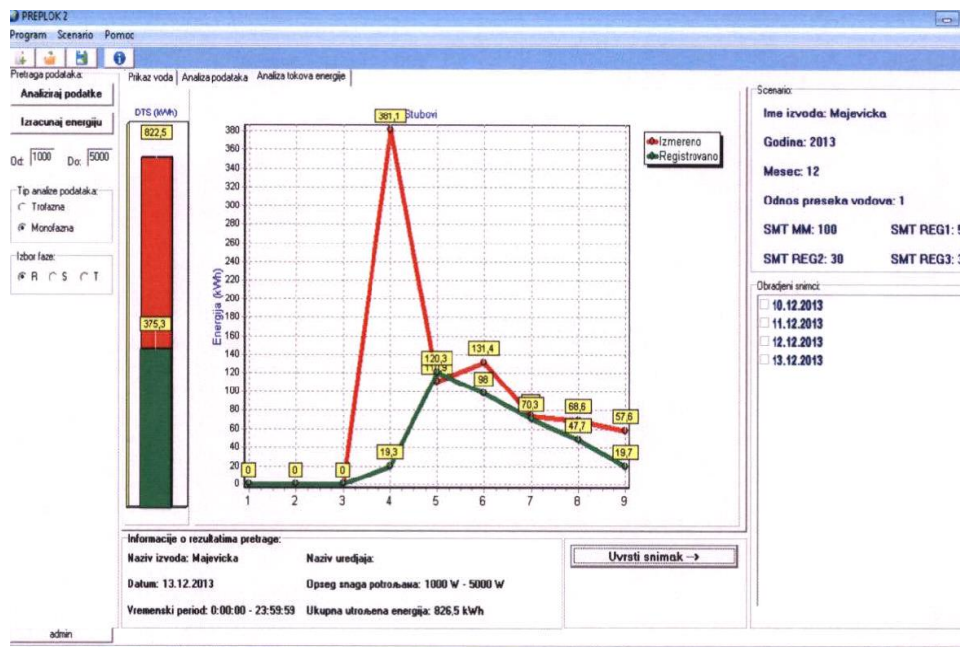 PREPLOK 2
Program Scenario Pomoc
Pretraga podataka:
Analiziraj podatke
Izracunaj energiju
Od: 1000 Do: 5000
Tip analize podataka:
Trofazna
Monofazna
Izbor faze:
R S T
admin
Prikaz voda Analiza podataka Analiza tokova energije
DTS (kWh)
822,5
375,3
Stubovi
Energija (kWh)
380
360
340
320
300
280
260
240
220
200
180
160
140
120
100
80
60
40
20
0
1 2 3 4 5 6 7 8 9
0 0 0
381,1
19,3
120,3
131,4
98
70,3
68,6
47,7
57,6
19,7
Izmereno
Registrovano
Informacije o rezultatima pretrage:
Naziv izvoda: Majevicka Naziv uredjaja:
Datum: 13.12.2013 Opseg snaga potroљaиa: 1000 W - 5000 W
Vremenski period: 0:00:00 - 23:59:59 Ukupna utroљena energija: 826,5 kWh
Uvrsti snimak -->
Scenario:
Ime izvoda: Majevicka
Godina: 2013
Mesec: 12
Odnos preseka vodova: 1
SMT MM: 100 SMT REG1:
SMT REG2: 30 SMT REG3:
Obradjeni snimci:
10.12.2013
11.12.2013
12.12.2013
13.12.2013